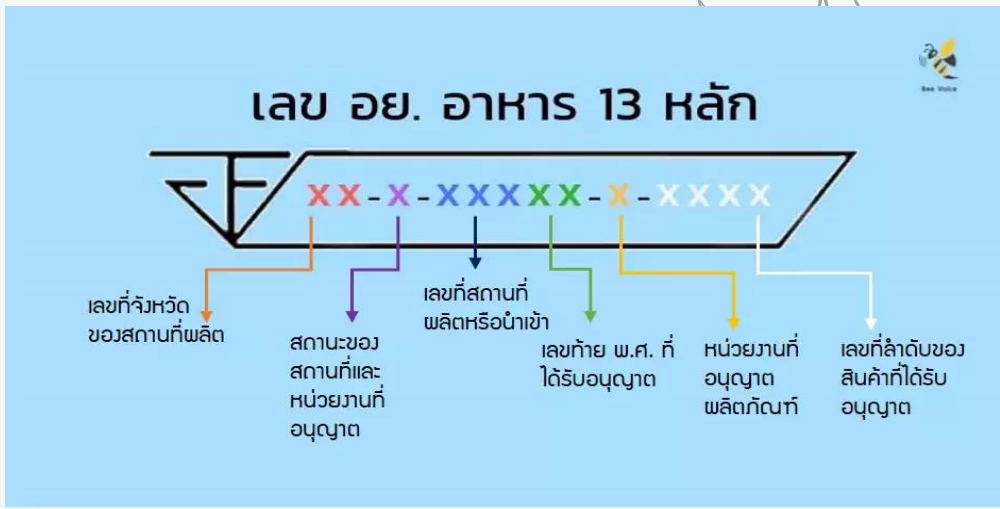 Bee Voice
เลข อย. อาหาร 13 หลัก
XX-X-XXXXX-X-XXXX
เลขที่จังหวัด
ของสถานที่ผลิต
สถานะของ
สถานที่และ
หน่วยงานที่
อนุญาต
เลขที่สถานที่
ผลิตหรือนำเข้า
เลขท้าย พ.ศ. ที่
ได้รับอนุญาต
หน่วยงานที่
อนุญาต
ผลิตภัณฑ์
เลขที่ลำดับของ
สินค้าที่ได้รับ
อนุญาต